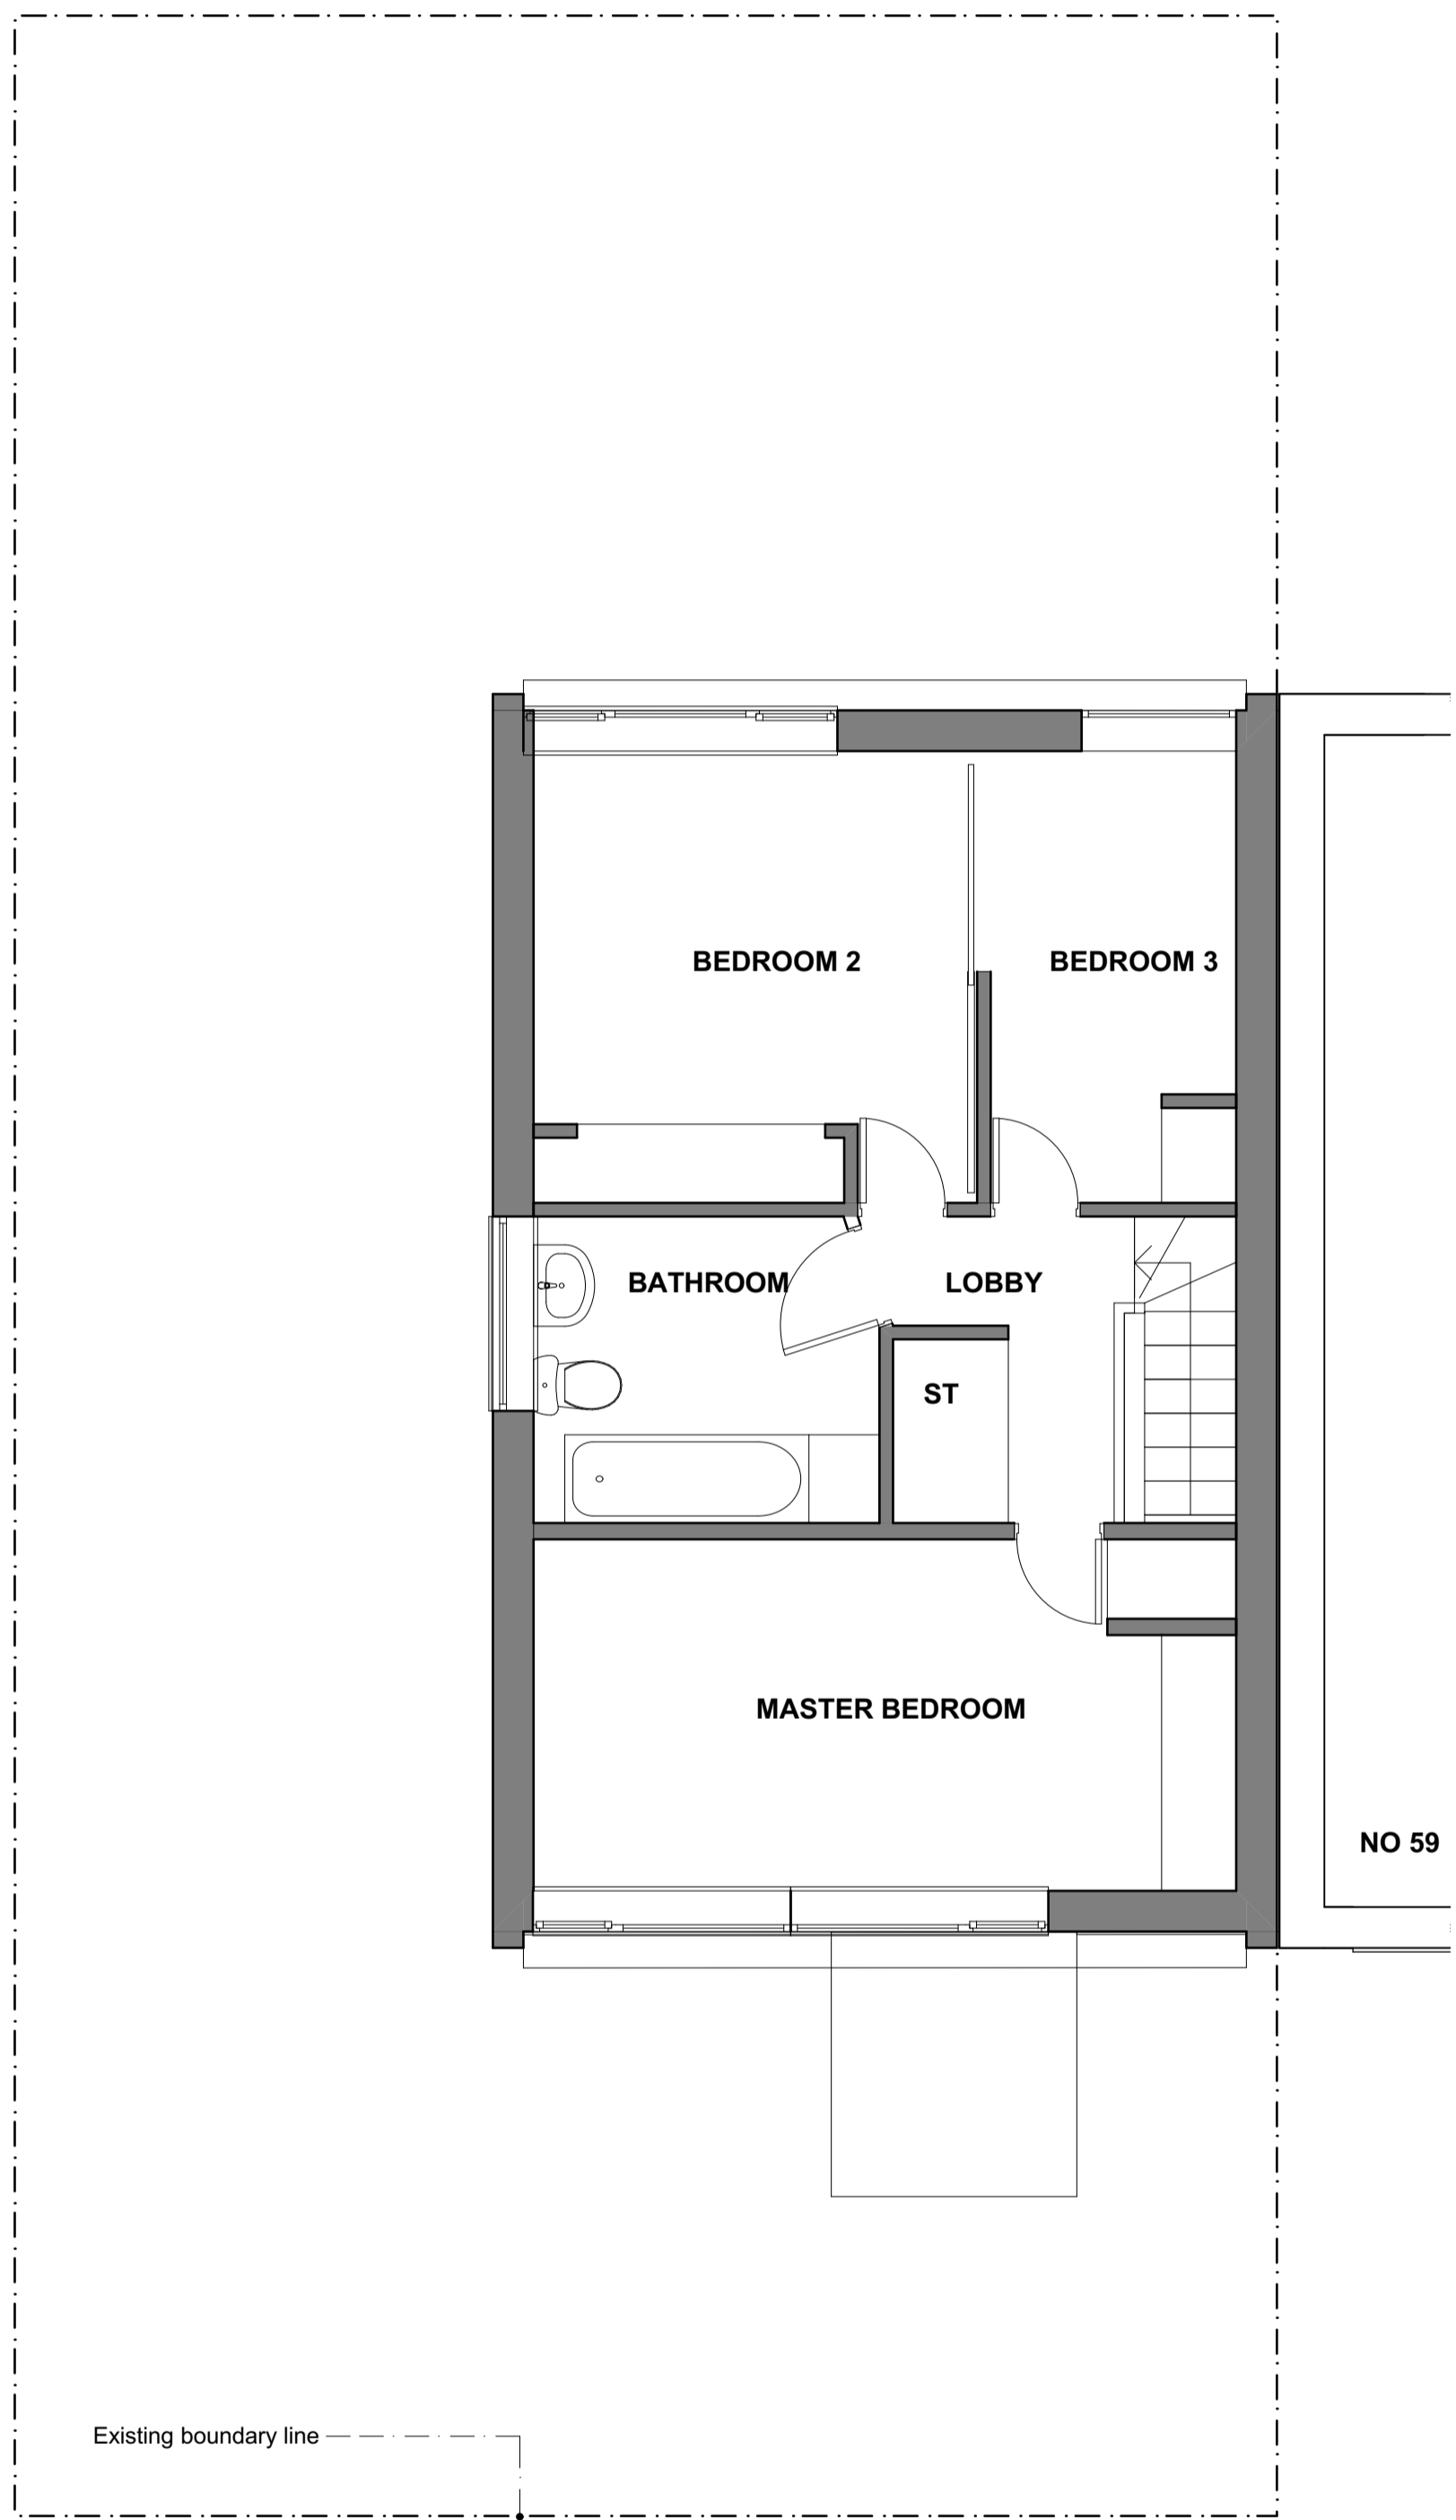 BEDROOM 2
BEDROOM 3
BATHROOM
LOBBY
ST
MASTER BEDROOM
NO 59
Existing boundary line